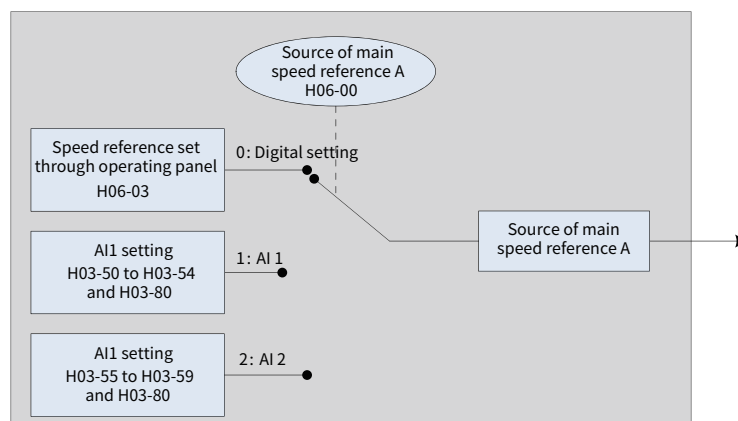 Source of main
speed reference A
H06-00
Speed reference set
through operating panel
H06-03
0: Digital setting
Source of main
speed reference A
AI1 setting
H03-50 to H03-54
and H03-80
1: AI 1
AI1 setting
H03-55 to H03-59
and H03-80
2: AI 2